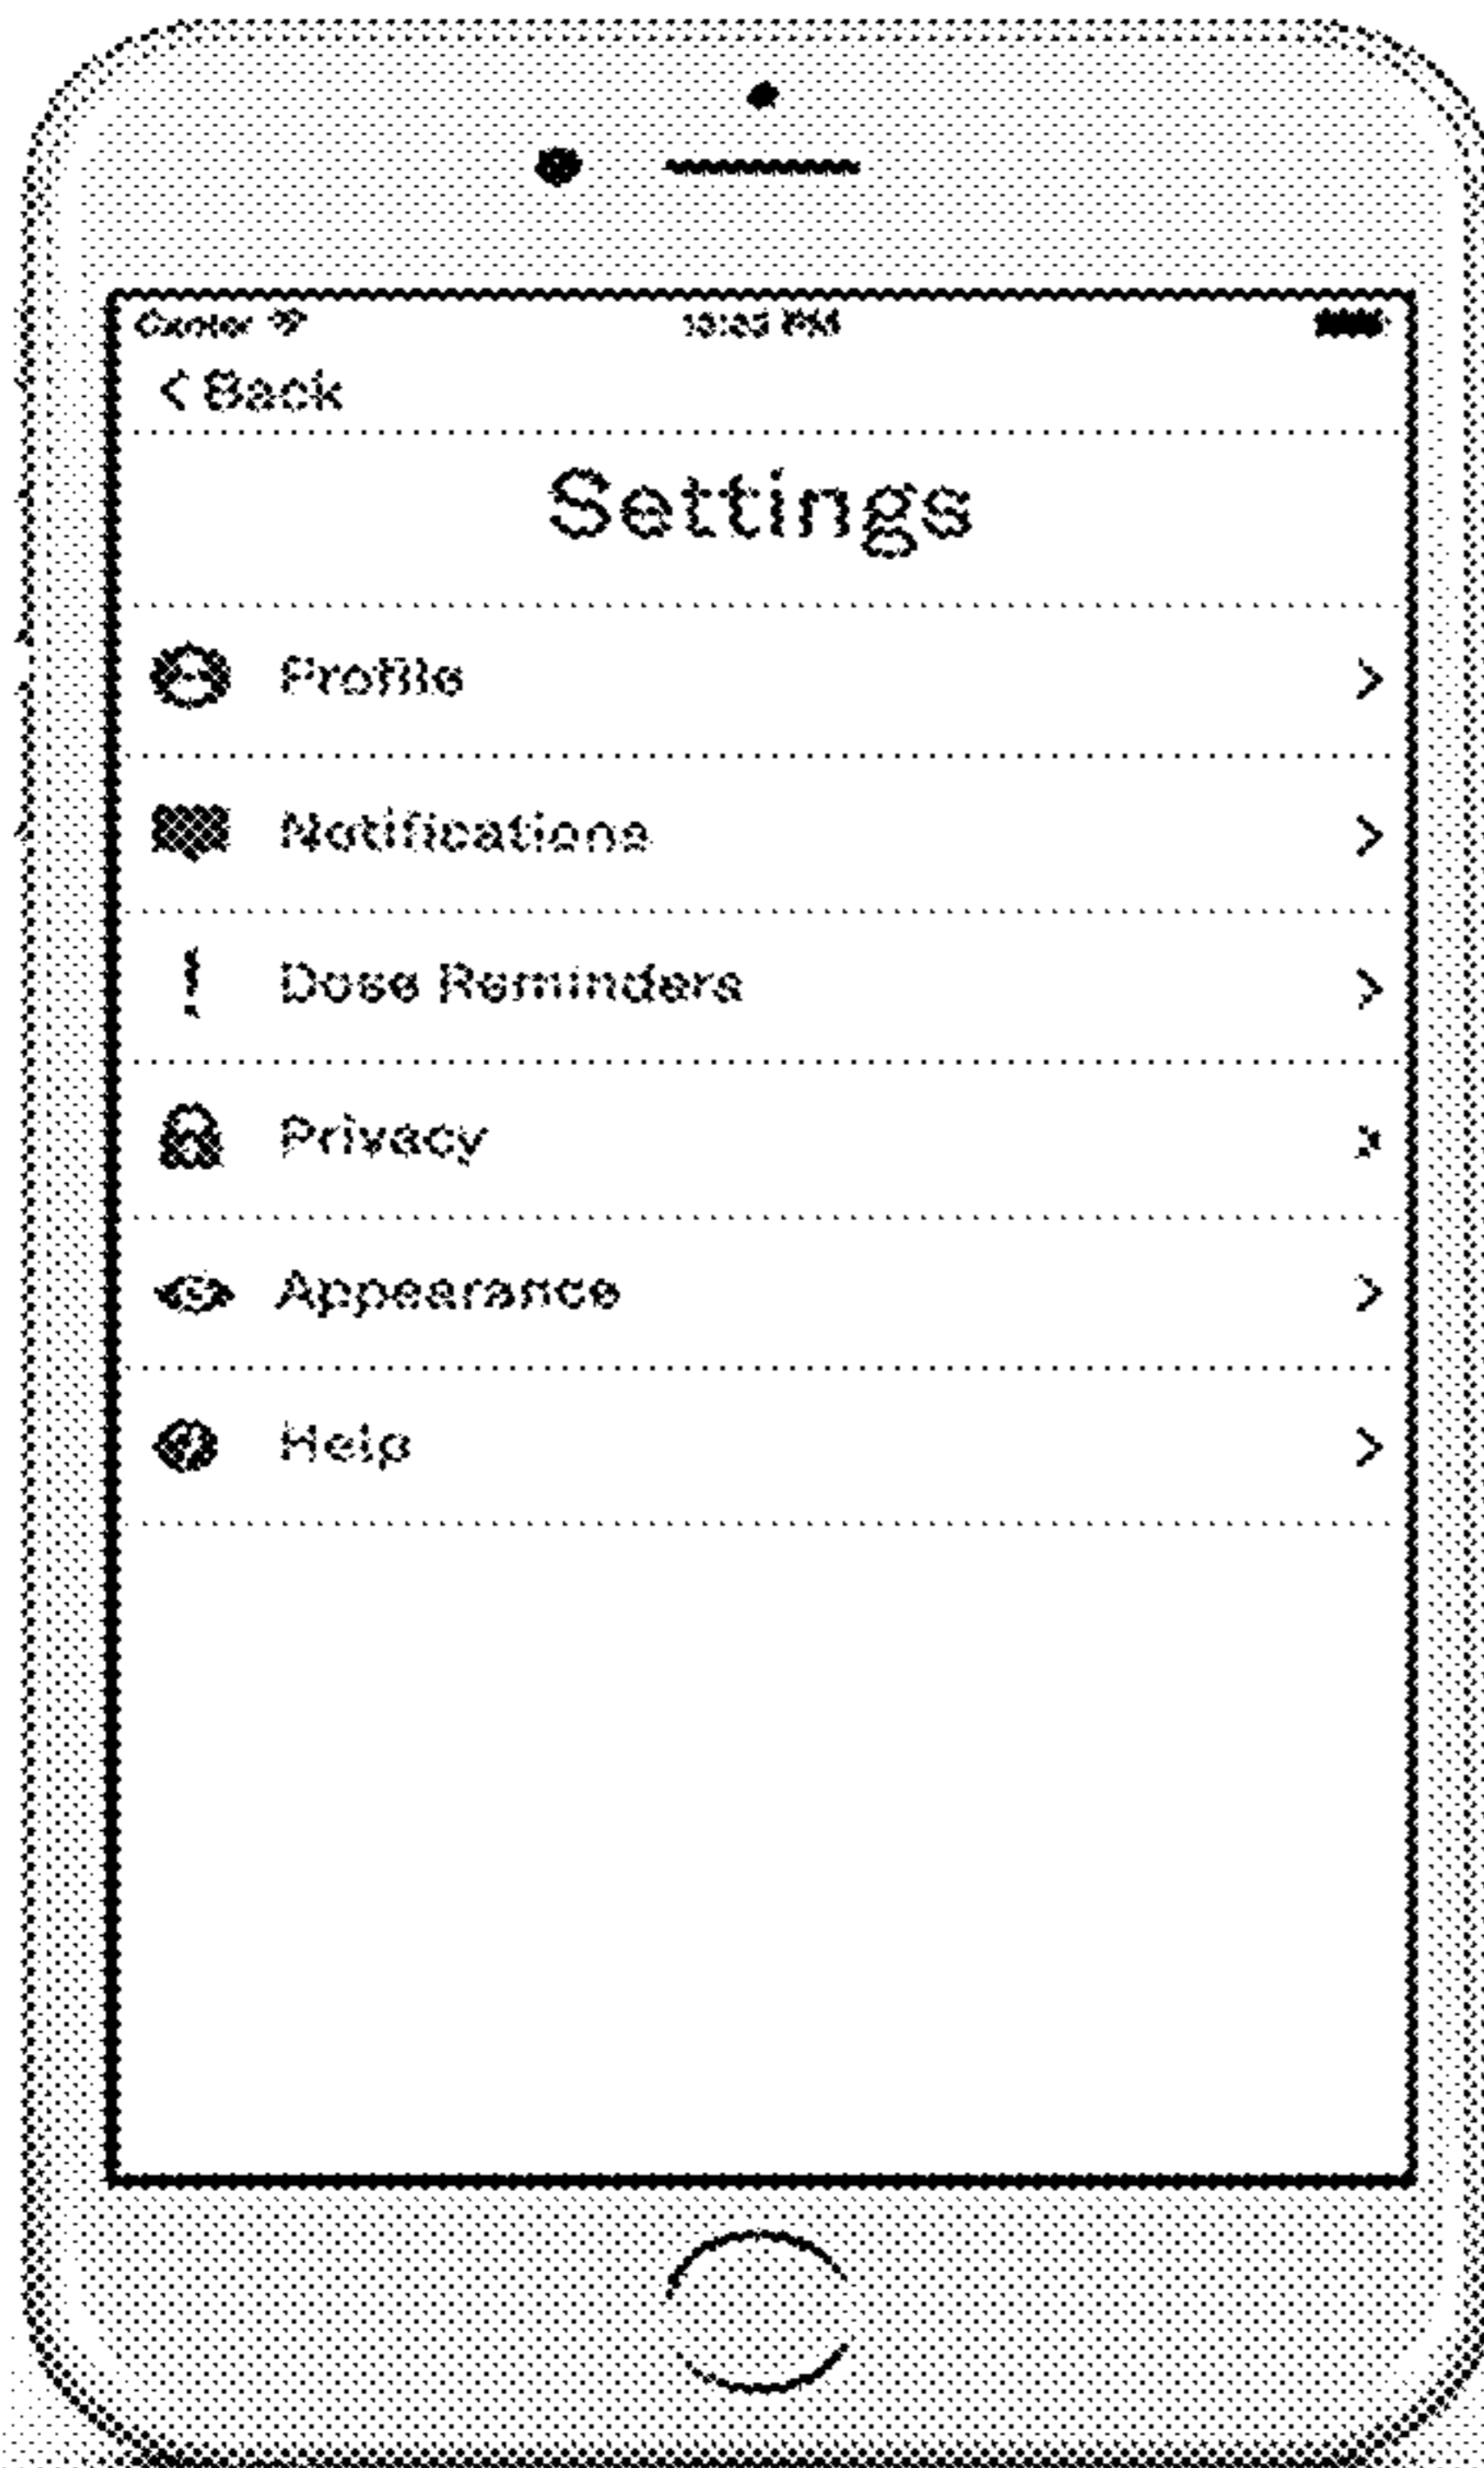 < Back
Settings
Profile >
Notifications >
Dose Reminders >
Privacy >
Appearance >
Help >